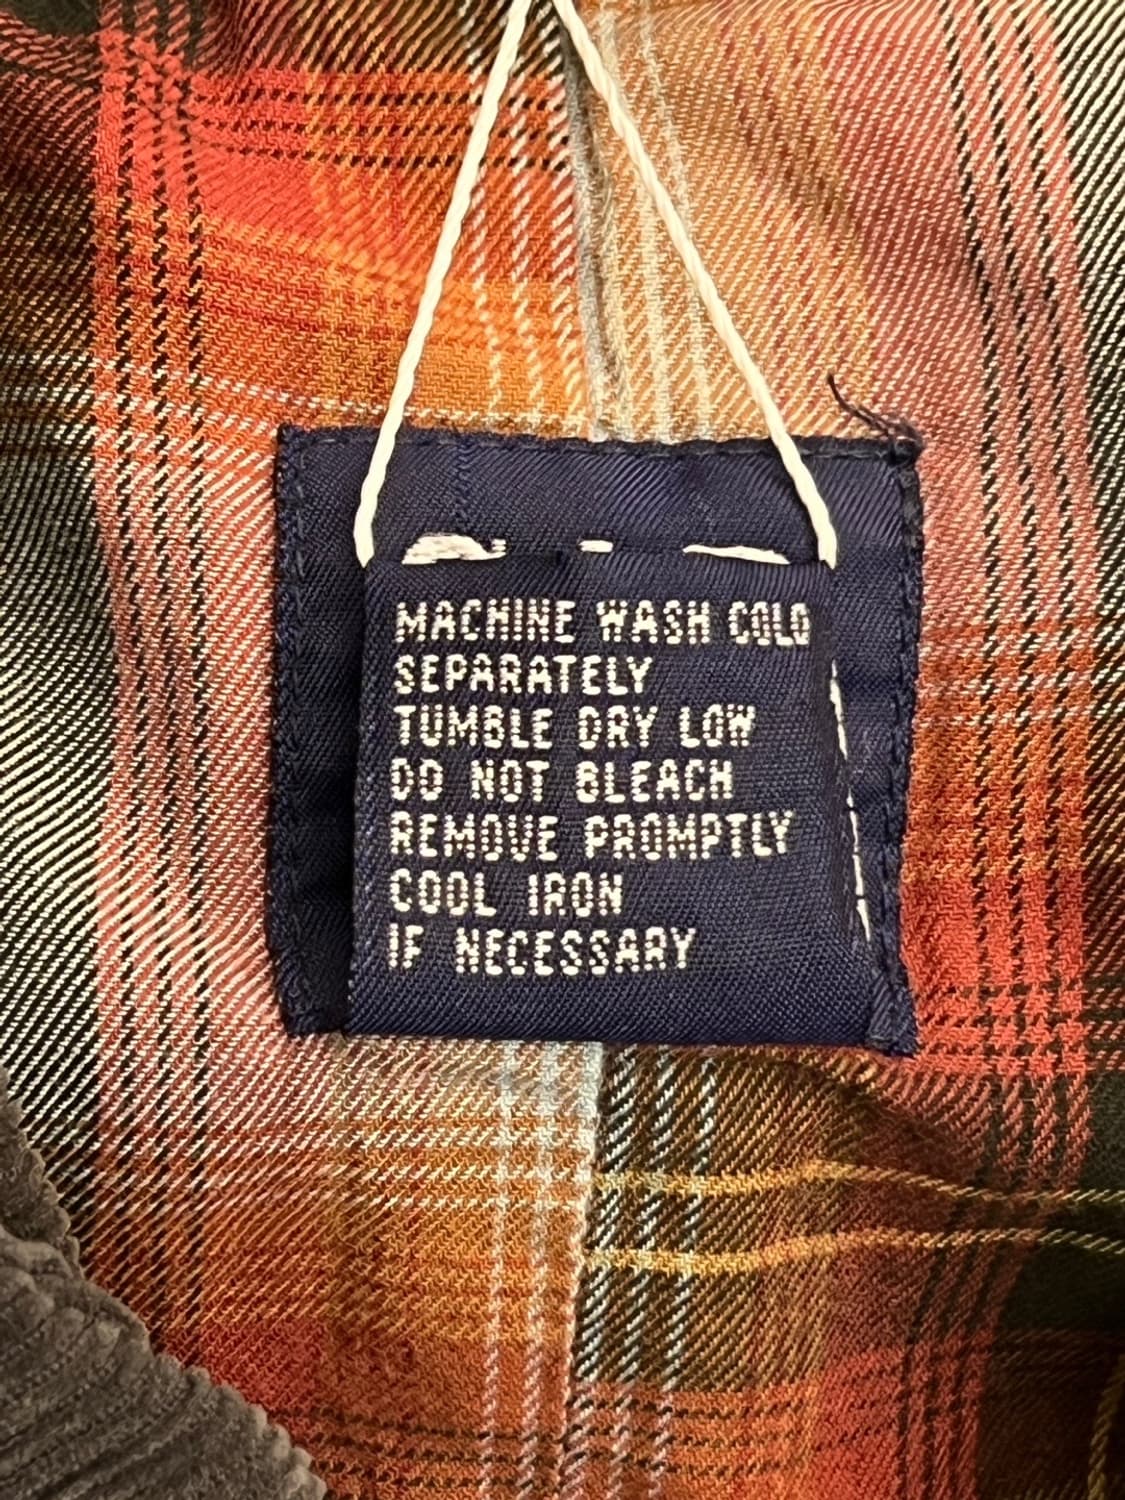 MACHINE WASH COLD
SEPARATELY
TUMBLE DRY LOW
DO NOT BLEACH
REMOVE PROMPTLY
COOL IRON
IF NECESSARY